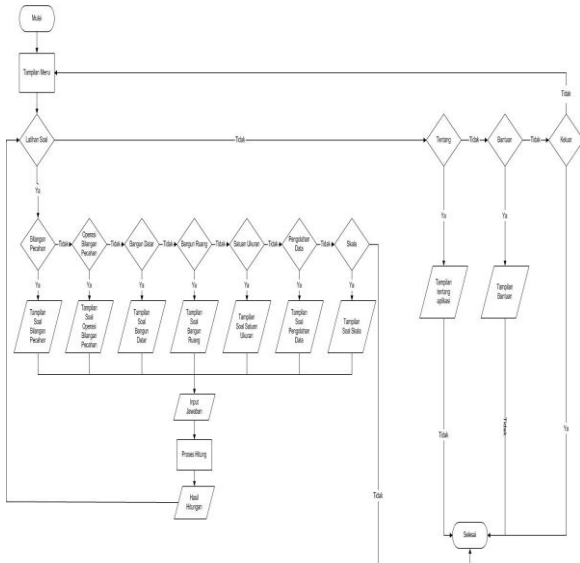 Mulai
Tampilan Menu
Tidak
Latihan Soal
Tidak
Tentang
Tidak
Bantuan
Tidak
Keluar
Ya
Ya
Ya
Bilangan
Pecahan
Tidak
Operasi
Bilangan
Pecahan
Tidak
Bangun Datar
Tidak
Bangun Ruang
Tidak
Satuan Ukuran
Tidak
Pengolahan
Data
Tidak
Skala
Ya
Ya
Ya
Ya
Ya
Ya
Ya
Tampilan
Soal
Bilangan
Pecahan
Tampilan
Soal
Operasi
Bilangan
Pecahan
Tampilan
Soal
Bangun
Datar
Tampilan
Soal
Bangun
Ruang
Tampilan
Soal Satuan
Ukuran
Tampilan
Soal
Pengolahan
Data
Tampilan
Soal Skala
Tampilan
tentang
aplikasi
Tampilan
Bantuan
Input
Jawaban
Proses Hitung
Hasil
Hitungan
Tidak
Tidak
Tidak
Ya
Selesai